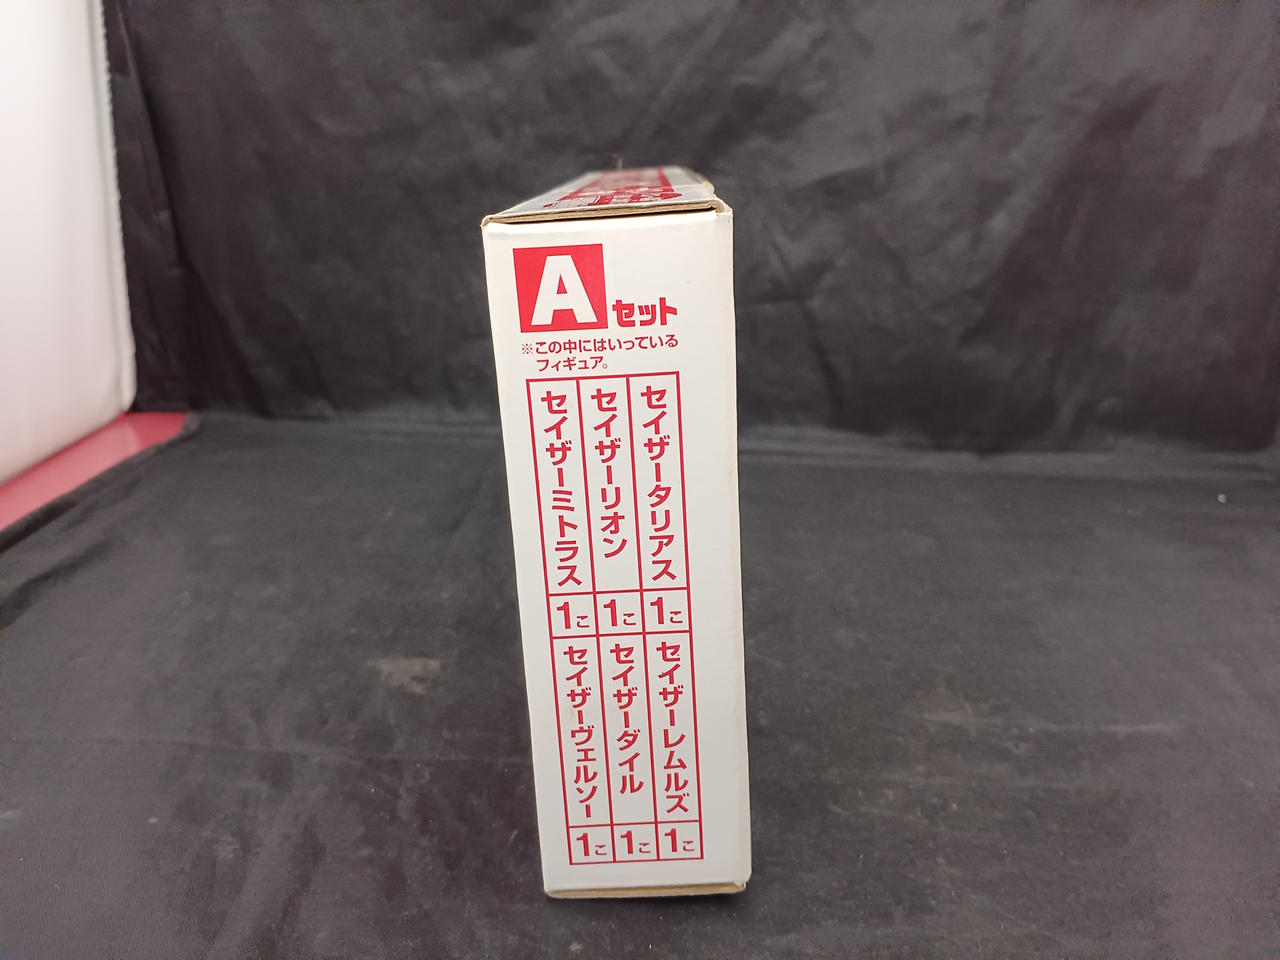 A セット
※この中にはいっている
フィギュア。
セイザータリアス
1こ
セイザーリオン
1こ
セイザーミトラス
1こ
セイザーレムルズ
1こ
セイザーダイル
1こ
セイザーヴェルソー
1こ